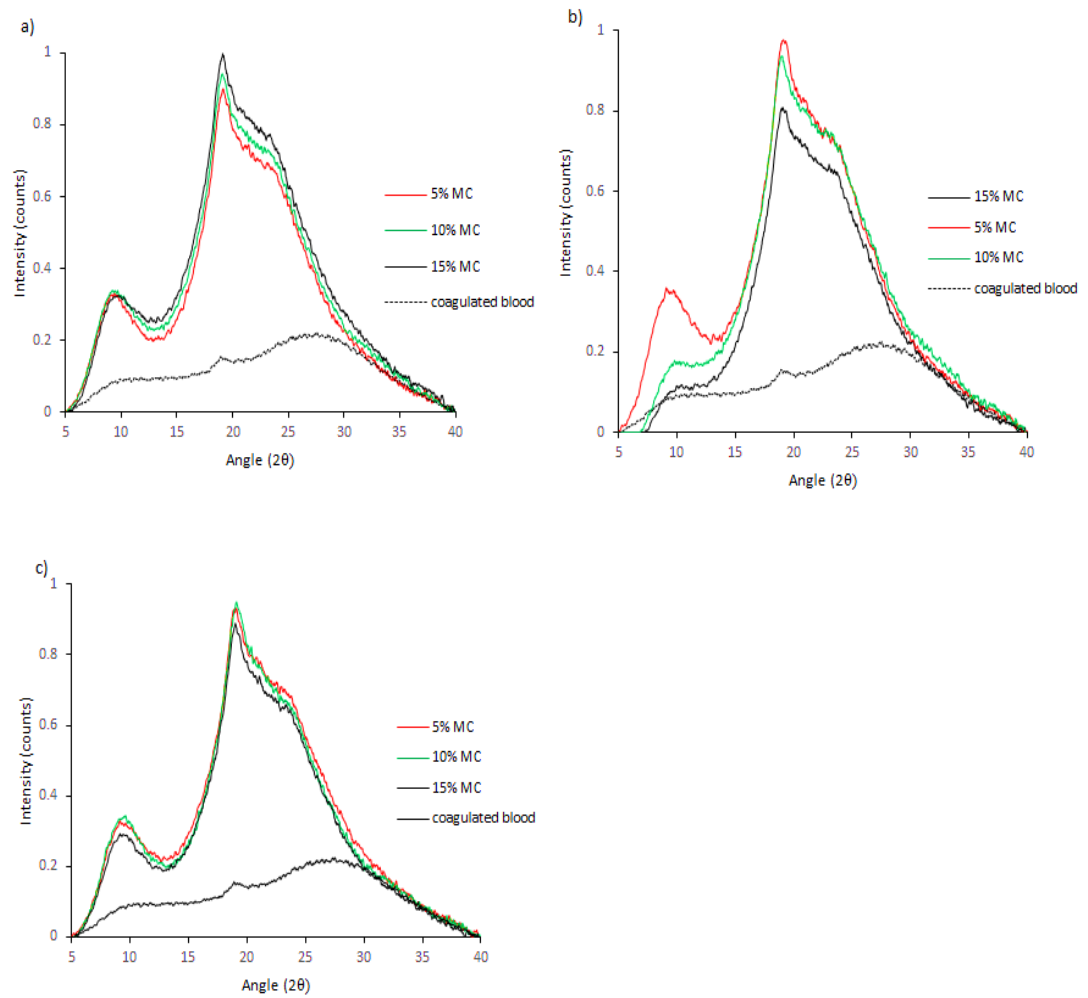 a)
1
0.8
0.6
0.4
0.2
0
5 10 15 20 25 30 35 40
Intensity (counts)
Angle (2θ)
5% MC
10% MC
15% MC
coagulated blood
b)
1
0.8
0.6
0.4
0.2
0
5 10 15 20 25 30 35 40
Intensity (counts)
Angle (2θ)
15% MC
5% MC
10% MC
coagulated blood
c)
1
0.8
0.6
0.4
0.2
0
5 10 15 20 25 30 35 40
Intensity (counts)
Angle (2θ)
5% MC
10% MC
15% MC
coagulated blood